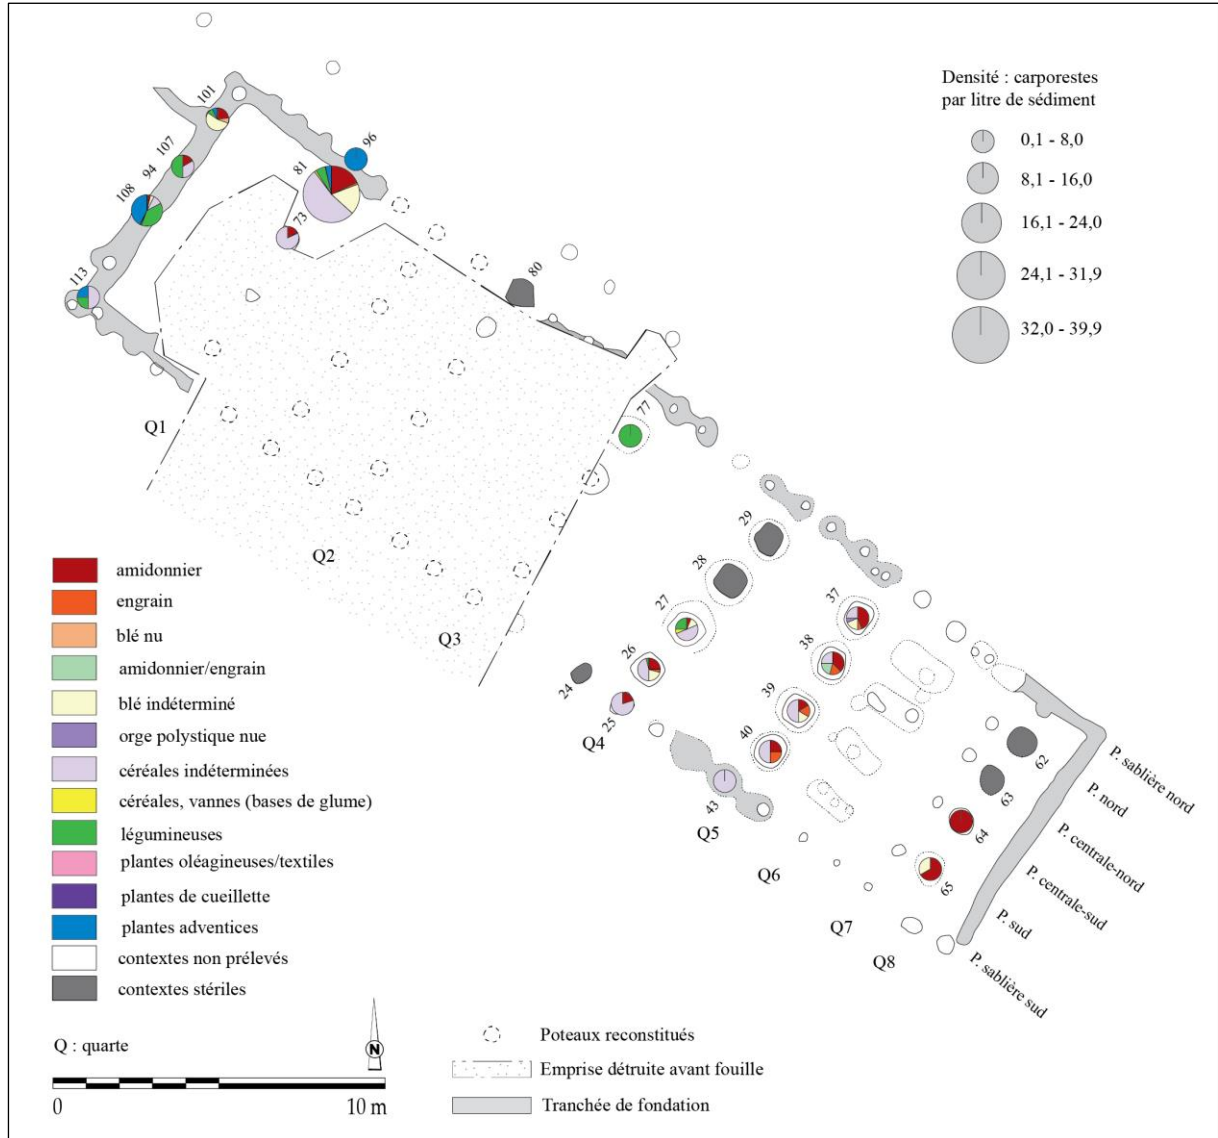 Densité : carporestes
par litre de sédiment
0,1 - 8,0
8,1 - 16,0
16,1 - 24,0
24,1 - 31,9
32,0 - 39,9
101
107
94
108
113
96
81
73
80
77
29
28
27
26
24
25
37
38
39
40
43
62
63
64
65
Q1
Q2
Q3
Q4
Q5
Q6
Q7
Q8
P. sablière nord
P. nord
P. centrale-nord
P. centrale-sud
P. sud
P. sablière sud
amidonnier
engrain
blé nu
amidonnier/engrain
blé indéterminé
orge polystique nue
céréales indéterminées
céréales, vannes (bases de glume)
légumineuses
plantes oléagineuses/textiles
plantes de cueillette
plantes adventices
contextes non prélevés
contextes stériles
Q : quarte
N
0 10 m
Poteaux reconstitués
Emprise détruite avant fouille
Tranchée de fondation